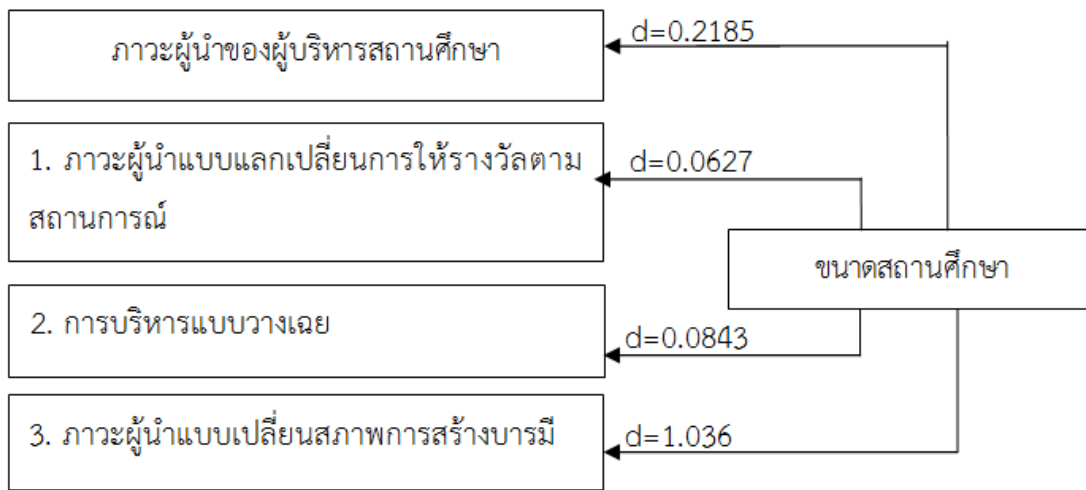 ภาวะผู้นำของผู้บริหารสถานศึกษา
d=0.2185
1. ภาวะผู้นำแบบแลกเปลี่ยนการให้รางวัลตาม
สถานการณ์
d=0.0627
ขนาดสถานศึกษา
2. การบริหารแบบวางเฉย
d=0.0843
3. ภาวะผู้นำแบบเปลี่ยนสภาพการสร้างบารมี
d=1.036